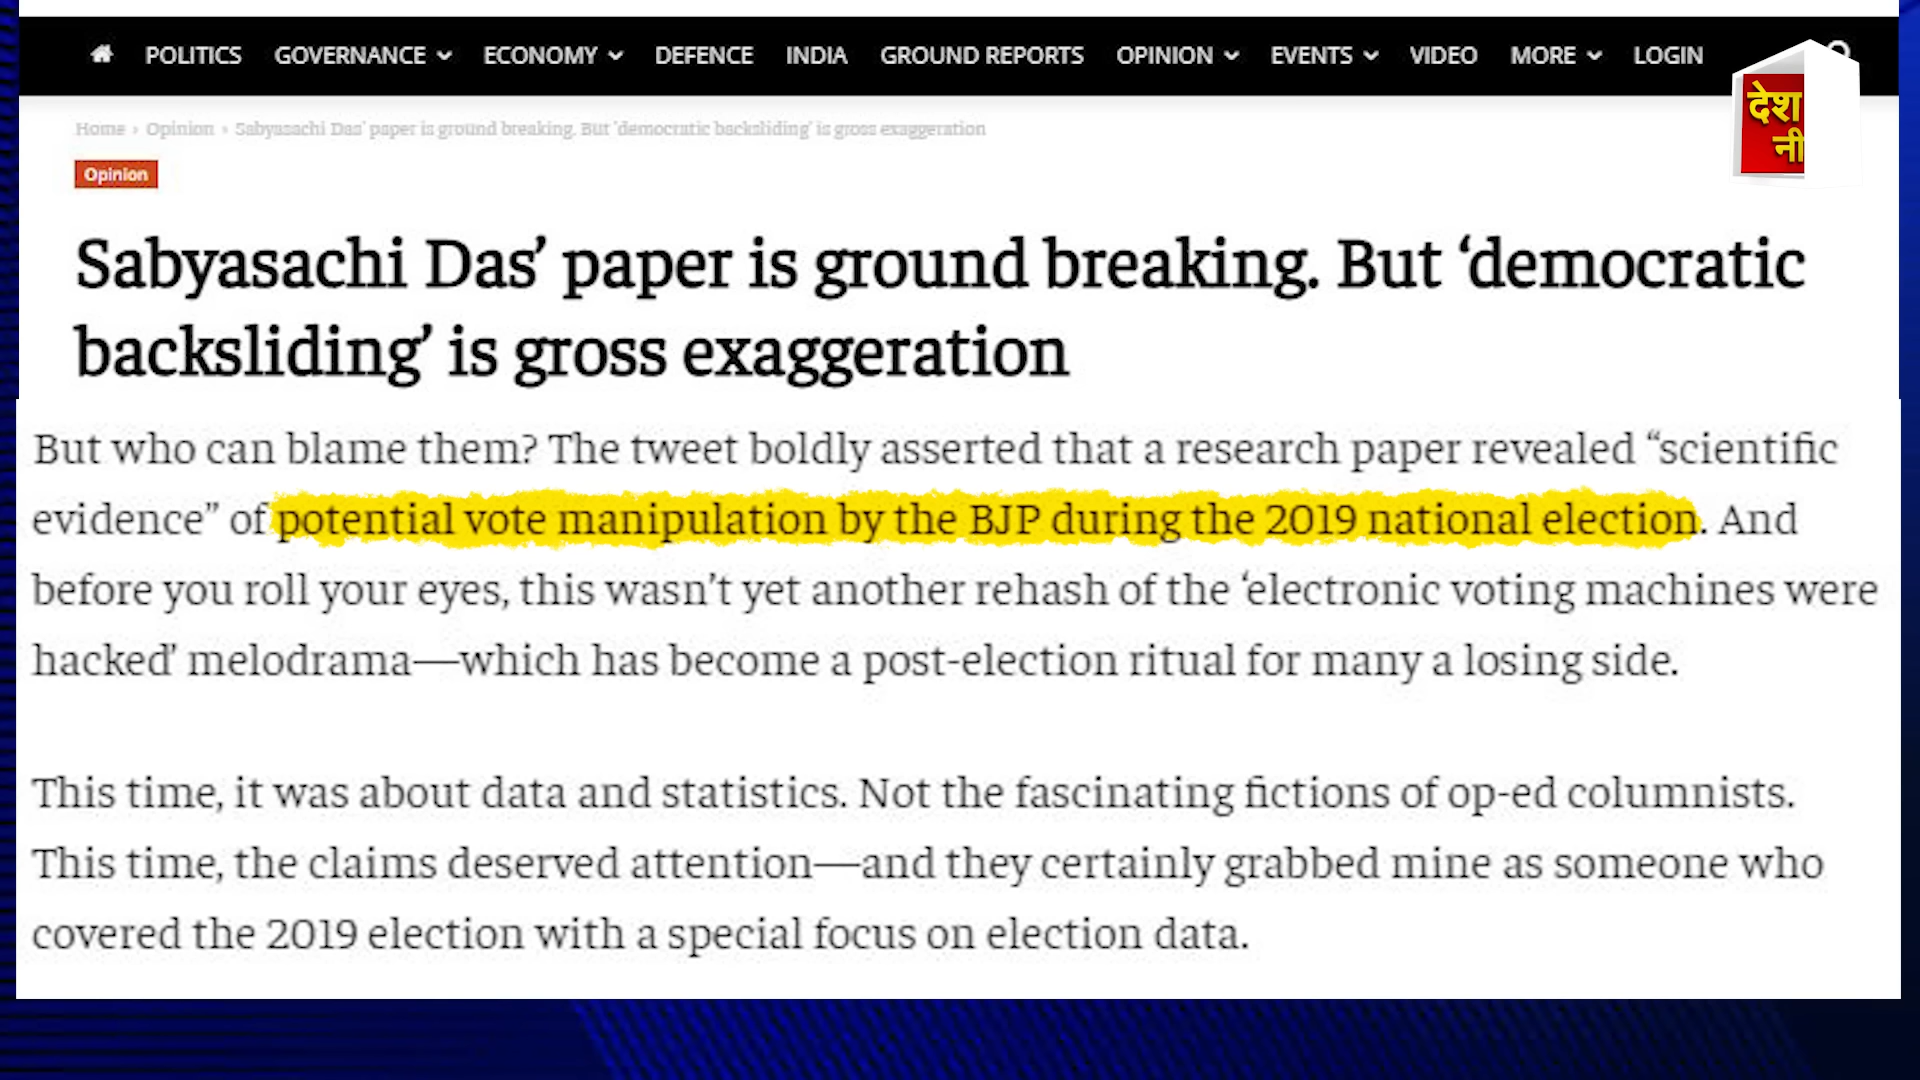 POLITICS GOVERNANCE ECONOMY DEFENCE INDIA GROUND REPORTS OPINION EVENTS VIDEO MORE LOGIN
देश
नी
Home › Opinion › Sabyasachi Das' paper is ground breaking. But 'democratic backsliding' is gross exaggeration
Opinion
Sabyasachi Das’ paper is ground breaking. But ‘democratic
backsliding’ is gross exaggeration
But who can blame them? The tweet boldly asserted that a research paper revealed “scientific
evidence” of potential vote manipulation by the BJP during the 2019 national election. And
before you roll your eyes, this wasn’t yet another rehash of the ‘electronic voting machines were
hacked’ melodrama—which has become a post-election ritual for many a losing side.
This time, it was about data and statistics. Not the fascinating fictions of op-ed columnists.
This time, the claims deserved attention—and they certainly grabbed mine as someone who
covered the 2019 election with a special focus on election data.